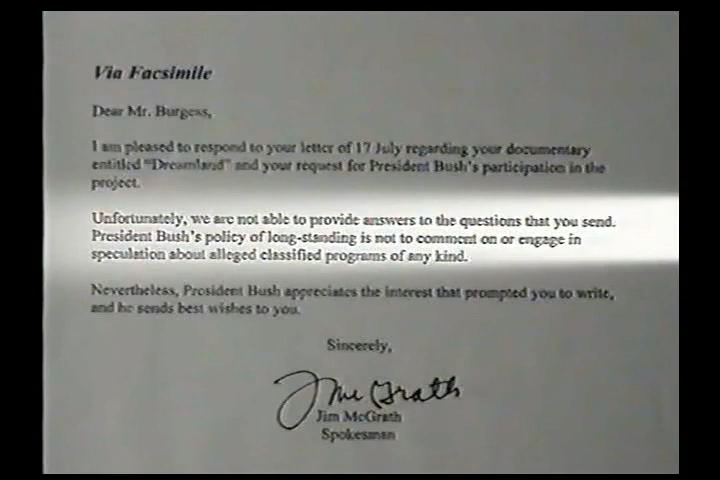 Via Facsimile
Dear Mr. Burgess,
I am pleased to respond to your letter of 17 July regarding your documentary
entitled "Dreamland" and your request for President Bush's participation in the
project.
Unfortunately, we are not able to provide answers to the questions that you send.
President Bush's policy of long-standing is not to comment on or engage in
speculation about alleged classified programs of any kind.
Nevertheless, President Bush appreciates the interest that prompted you to write,
and he sends best wishes to you.
Sincerely,
J McGrath
Jim McGrath
Spokesman